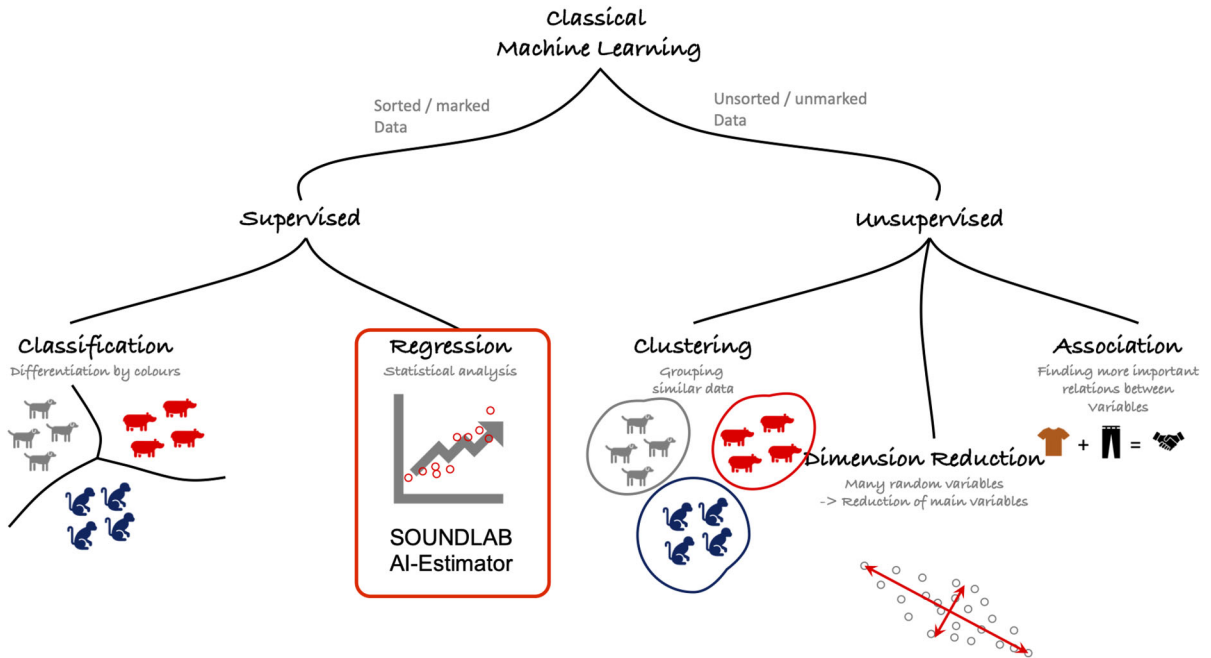 Classical
Machine Learning
Sorted / marked
Data
Unsorted / unmarked
Data
Supervised
Unsupervised
Classification
Differentiation by colours
Regression
Statistical analysis
SOUNDLAB
AI-Estimator
Clustering
Grouping
similar data
Dimension Reduction
Many random variables
-> Reduction of main variables
Association
Finding more important
relations between
Variables
+ =